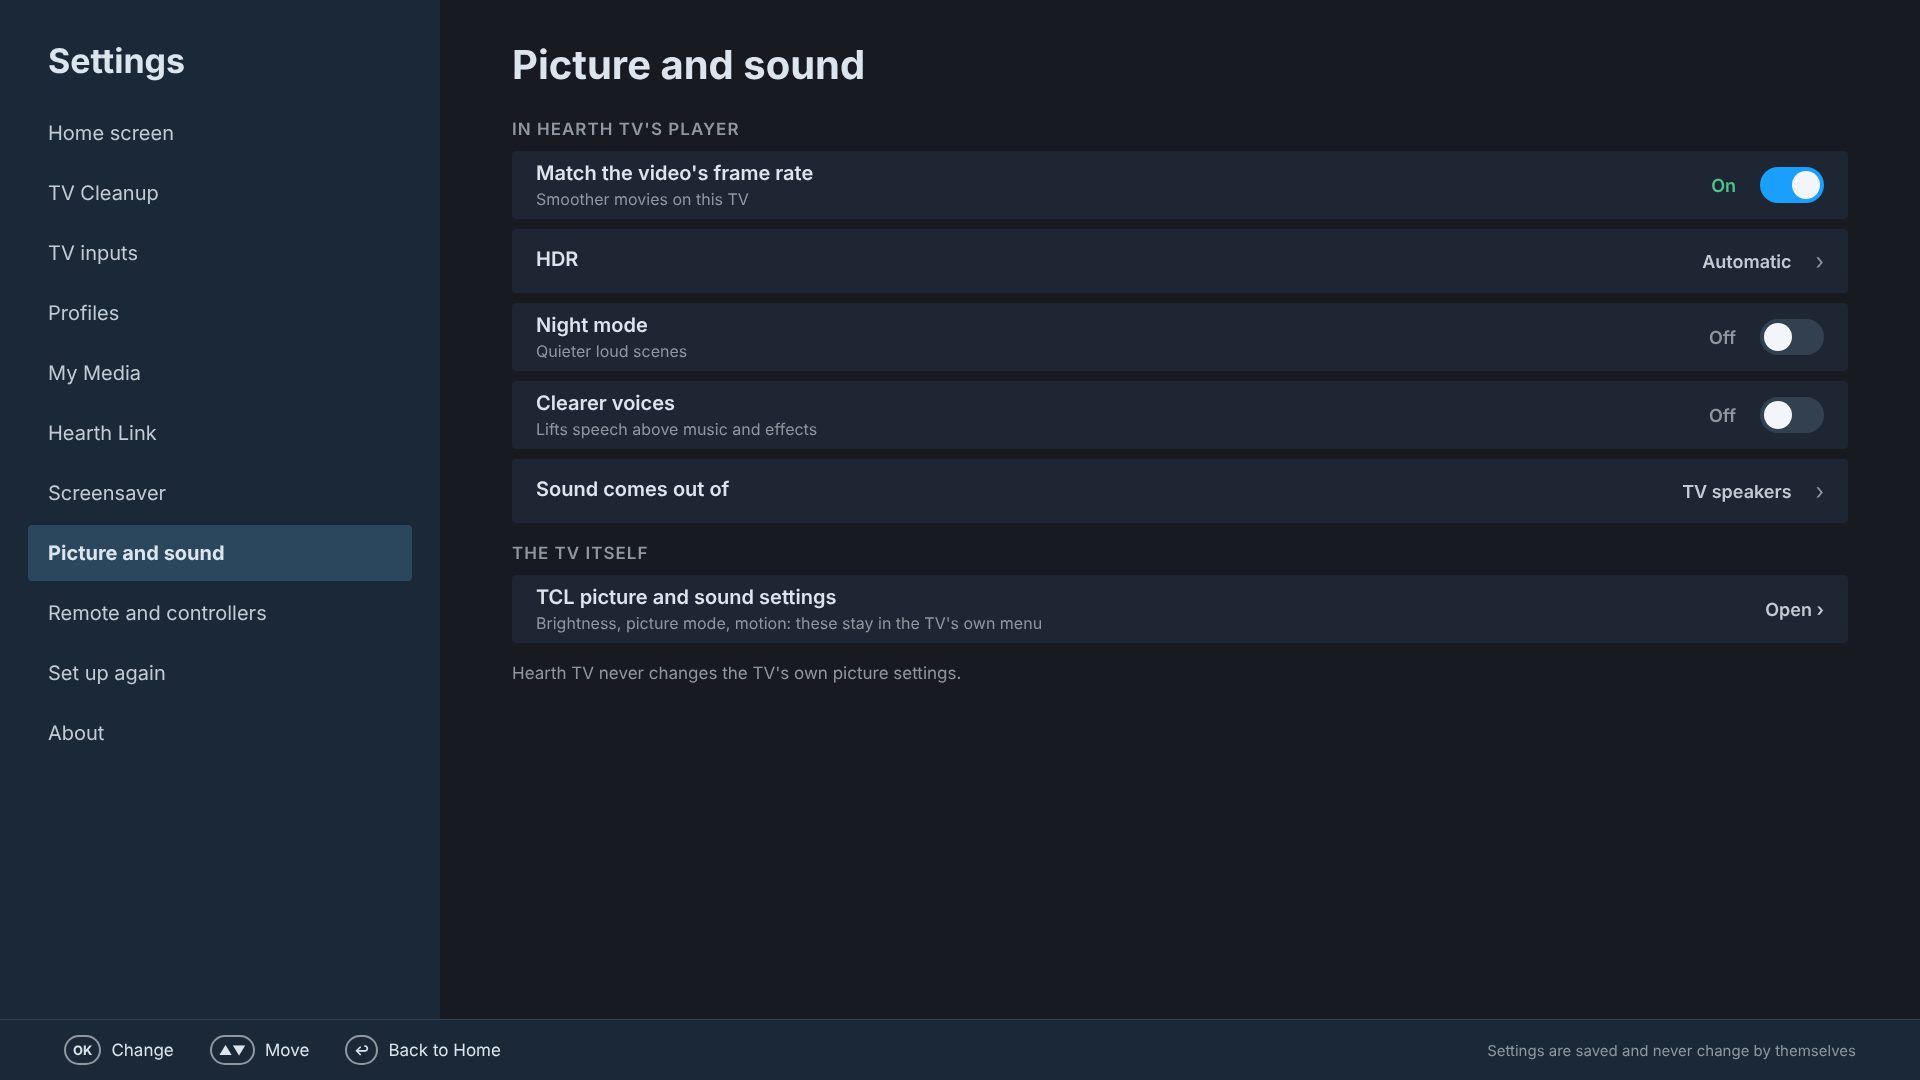 Settings
Home screen
TV Cleanup
TV inputs
Profiles
My Media
Hearth Link
Screensaver
Picture and sound
Remote and controllers
Set up again
About
Picture and sound
IN HEARTH TV'S PLAYER
Match the video's frame rate
Smoother movies on this TV
On
HDR
Automatic ›
Night mode
Quieter loud scenes
Off
Clearer voices
Lifts speech above music and effects
Off
Sound comes out of
TV speakers ›
THE TV ITSELF
TCL picture and sound settings
Brightness, picture mode, motion: these stay in the TV's own menu
Open ›
Hearth TV never changes the TV's own picture settings.
OK Change ▲▼ Move ↩ Back to Home
Settings are saved and never change by themselves